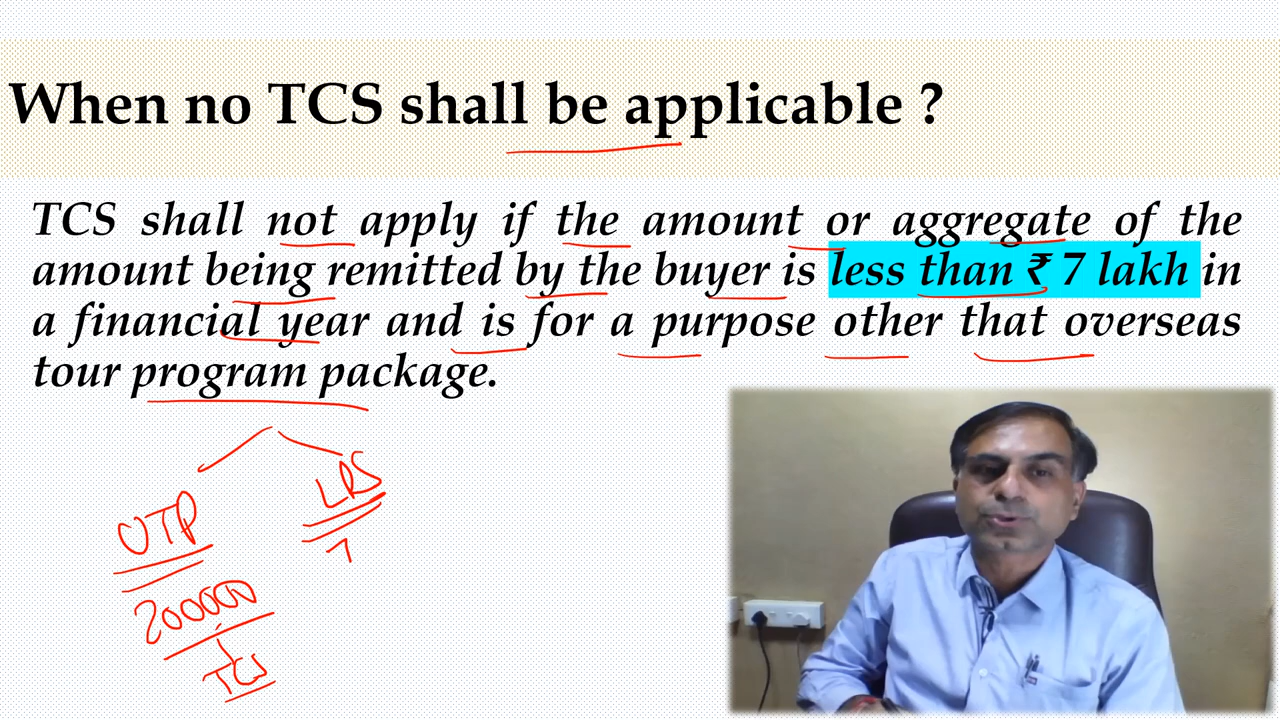 When no TCS shall be applicable ?
TCS shall not apply if the amount or aggregate of the
amount being remitted by the buyer is less than ₹ 7 lakh in
a financial year and is for a purpose other that overseas
tour program package.
OTP
LRS
7
200000
TCS